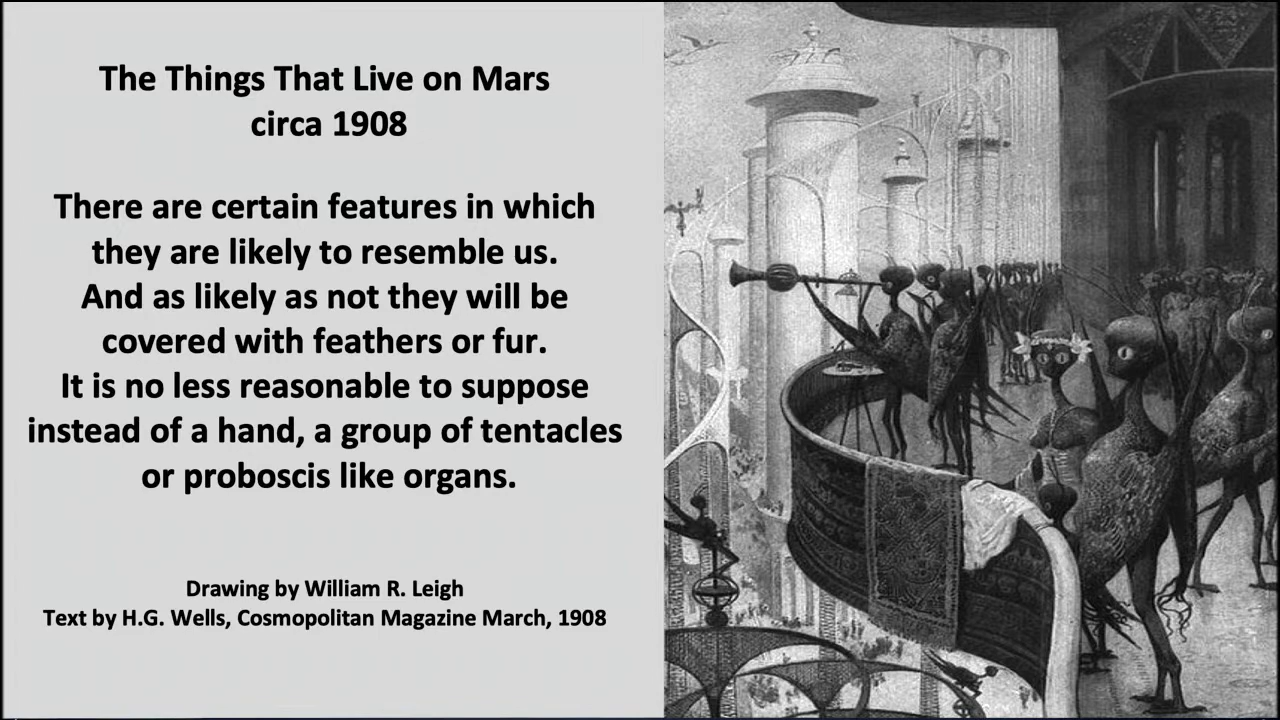 The Things That Live on Mars
circa 1908
There are certain features in which
they are likely to resemble us.
And as likely as not they will be
covered with feathers or fur.
It is no less reasonable to suppose
instead of a hand, a group of tentacles
or proboscis like organs.
Drawing by William R. Leigh
Text by H.G. Wells, Cosmopolitan Magazine March, 1908